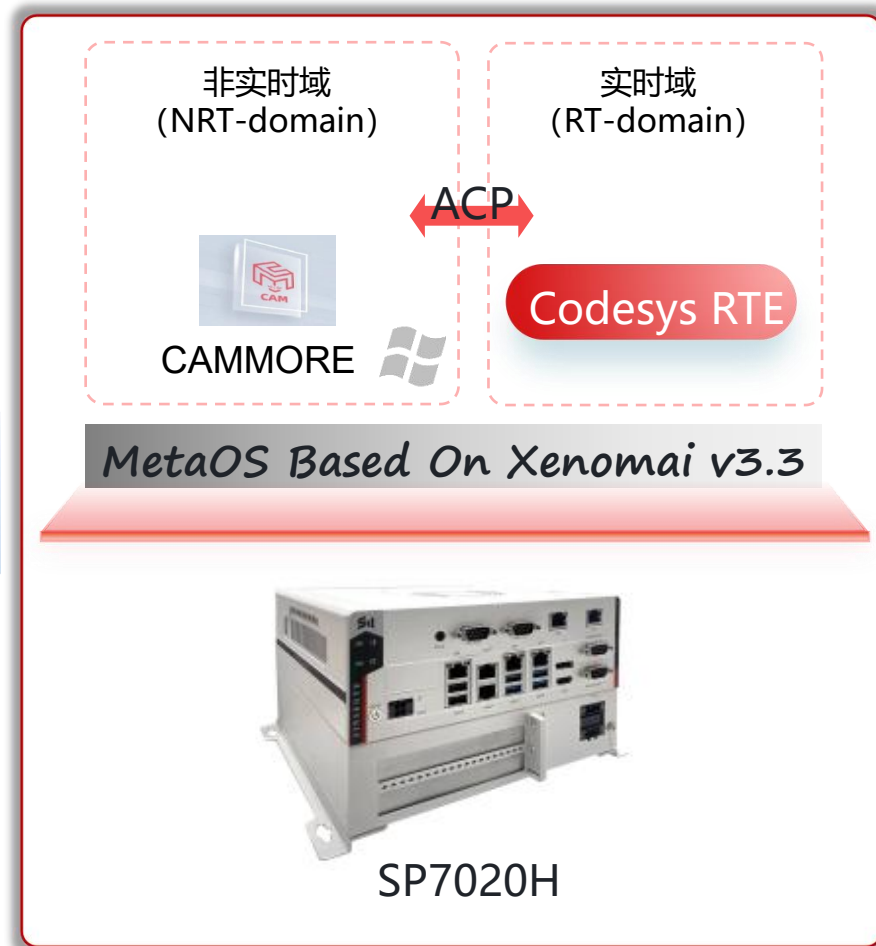 非实时域
(NRT-domain)
实时域
(RT-domain)
ACP
CAM
CAMMORE
Codesys RTE
MetaOS Based On Xenomai v3.3
SP7020H